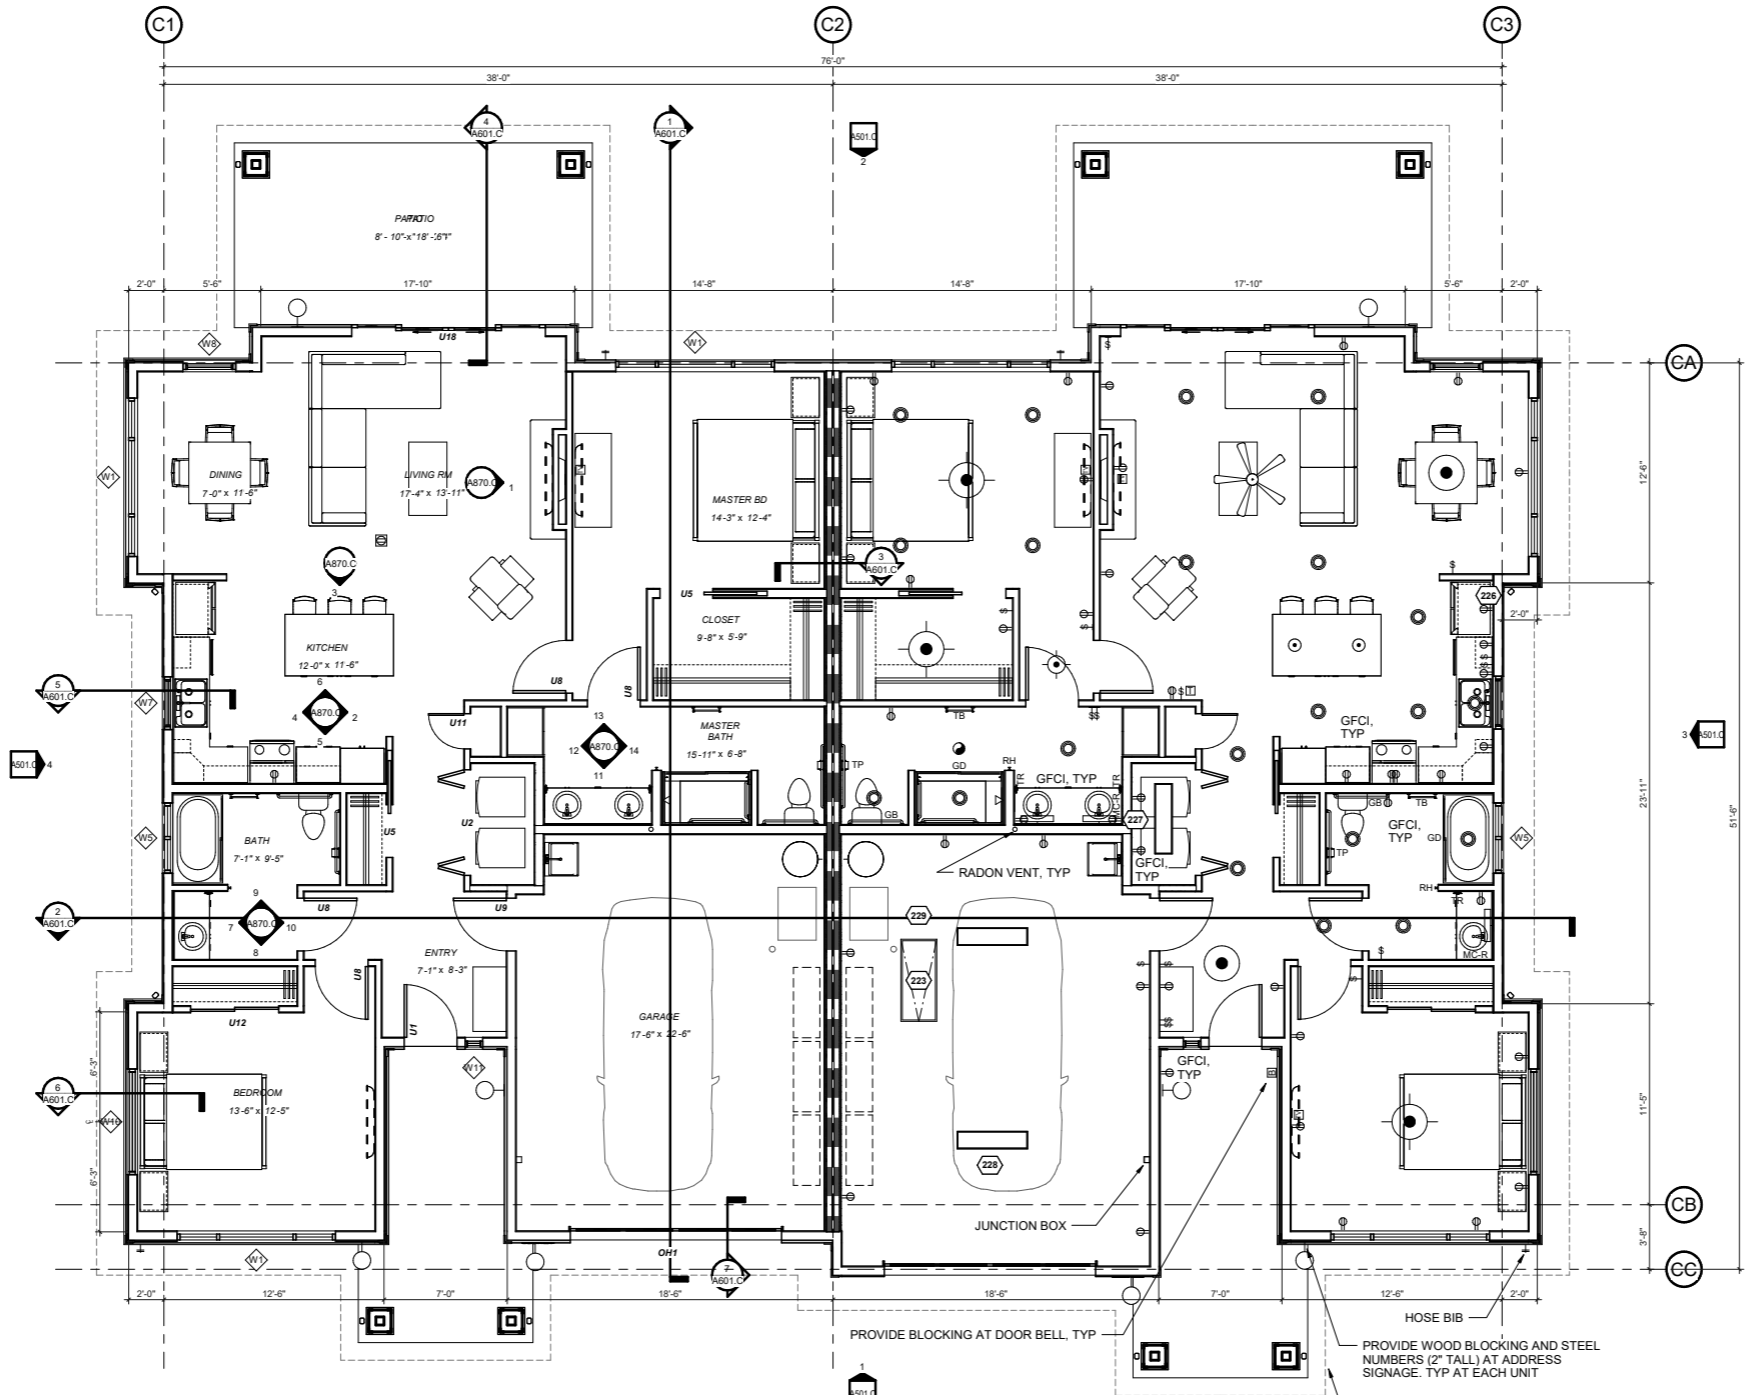 C1
C2
C3
76'-0"
38'-0"
38'-0"
4
A601.C
1
A601.C
A501.C
2
8' - 10"
2'-0"
5'-6"
17'-10"
14'-8"
14'-8"
17'-10"
5'-6"
2'-0"
W8
U18
W1
CA
W1
DINING
7'-0" x 11'-6"
LIVING RM
17'-4" x 13'-11"
A870.C
1
MASTER BD
14'-3" x 12'-4"
12'-6"
A870.C
3
3
A601.C
U5
CLOSET
9'-8" x 5'-9"
226
2'-0"
KITCHEN
12'-0" x 11'-6"
5
A601.C
W7
6
4
A870.C
2
5
U8
U8
U11
13
12
A870.C
14
11
MASTER
BATH
15'-11" x 6'-8"
TB
GFCI,
TYP
A501.C
4
3
A501.C
TP
GD
RH
TR
GFCI, TYP
TR
MC-R
GB
227
GB
TB
GFCI,
TYP
GD
W5
BATH
7'-1" x 9'-5"
U5
U2
RADON VENT, TYP
GFCI,
TYP
TP
W5
23'-11"
51'-6"
RH
TR
2
A601.C
9
7
A870.C
10
8
U8
U9
229
ENTRY
7'-1" x 8'-3"
MC-R
U8
223
U12
U1
GARAGE
17'-6" x 22'-6"
6'-3"
W11
GFCI,
TYP
6
A601.C
BEDROOM
13'-6" x 12'-5"
W10
11'-5"
228
6'-3"
JUNCTION BOX
CB
W1
OH1
7
A601.C
3'-8"
CC
2'-0"
12'-6"
7'-0"
18'-6"
18'-6"
7'-0"
12'-6"
2'-0"
HOSE BIB
PROVIDE BLOCKING AT DOOR BELL, TYP
PROVIDE WOOD BLOCKING AND STEEL
NUMBERS (2" TALL) AT ADDRESS
SIGNAGE. TYP AT EACH UNIT
1
A501.C